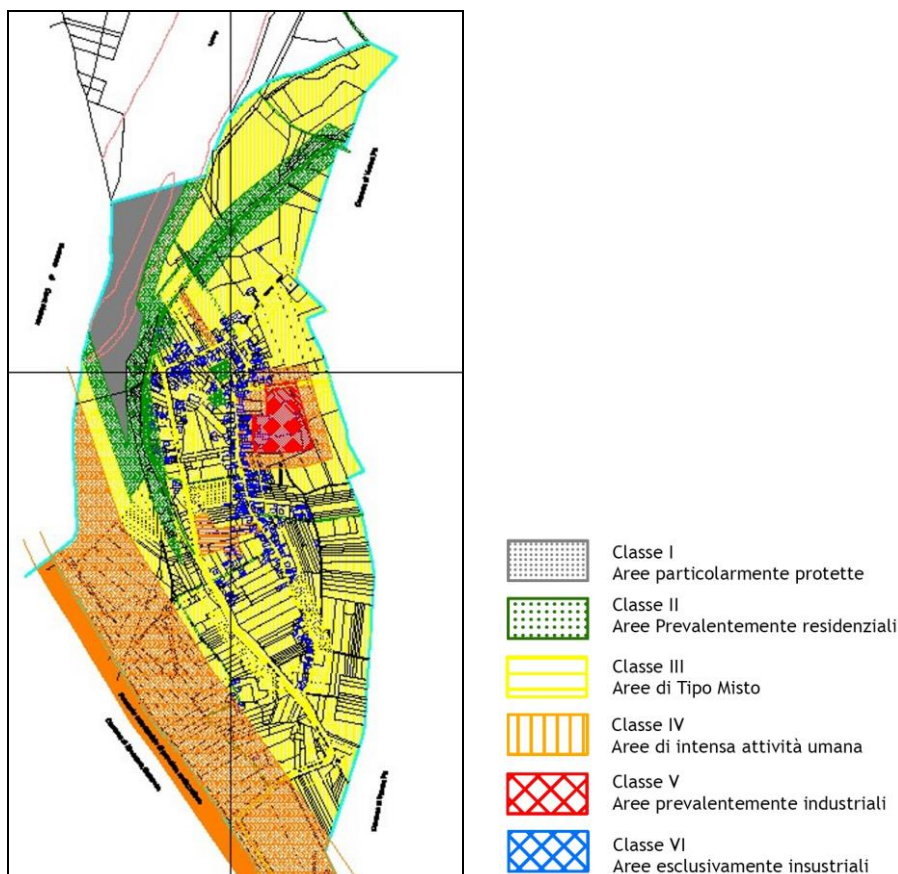 Classe I
Aree particolarmente protette
Classe II
Aree Prevalentemente residenziali
Classe III
Aree di Tipo Misto
Classe IV
Aree di intensa attività umana
Classe V
Aree prevalentemente industriali
Classe VI
Aree esclusivamente insustriali